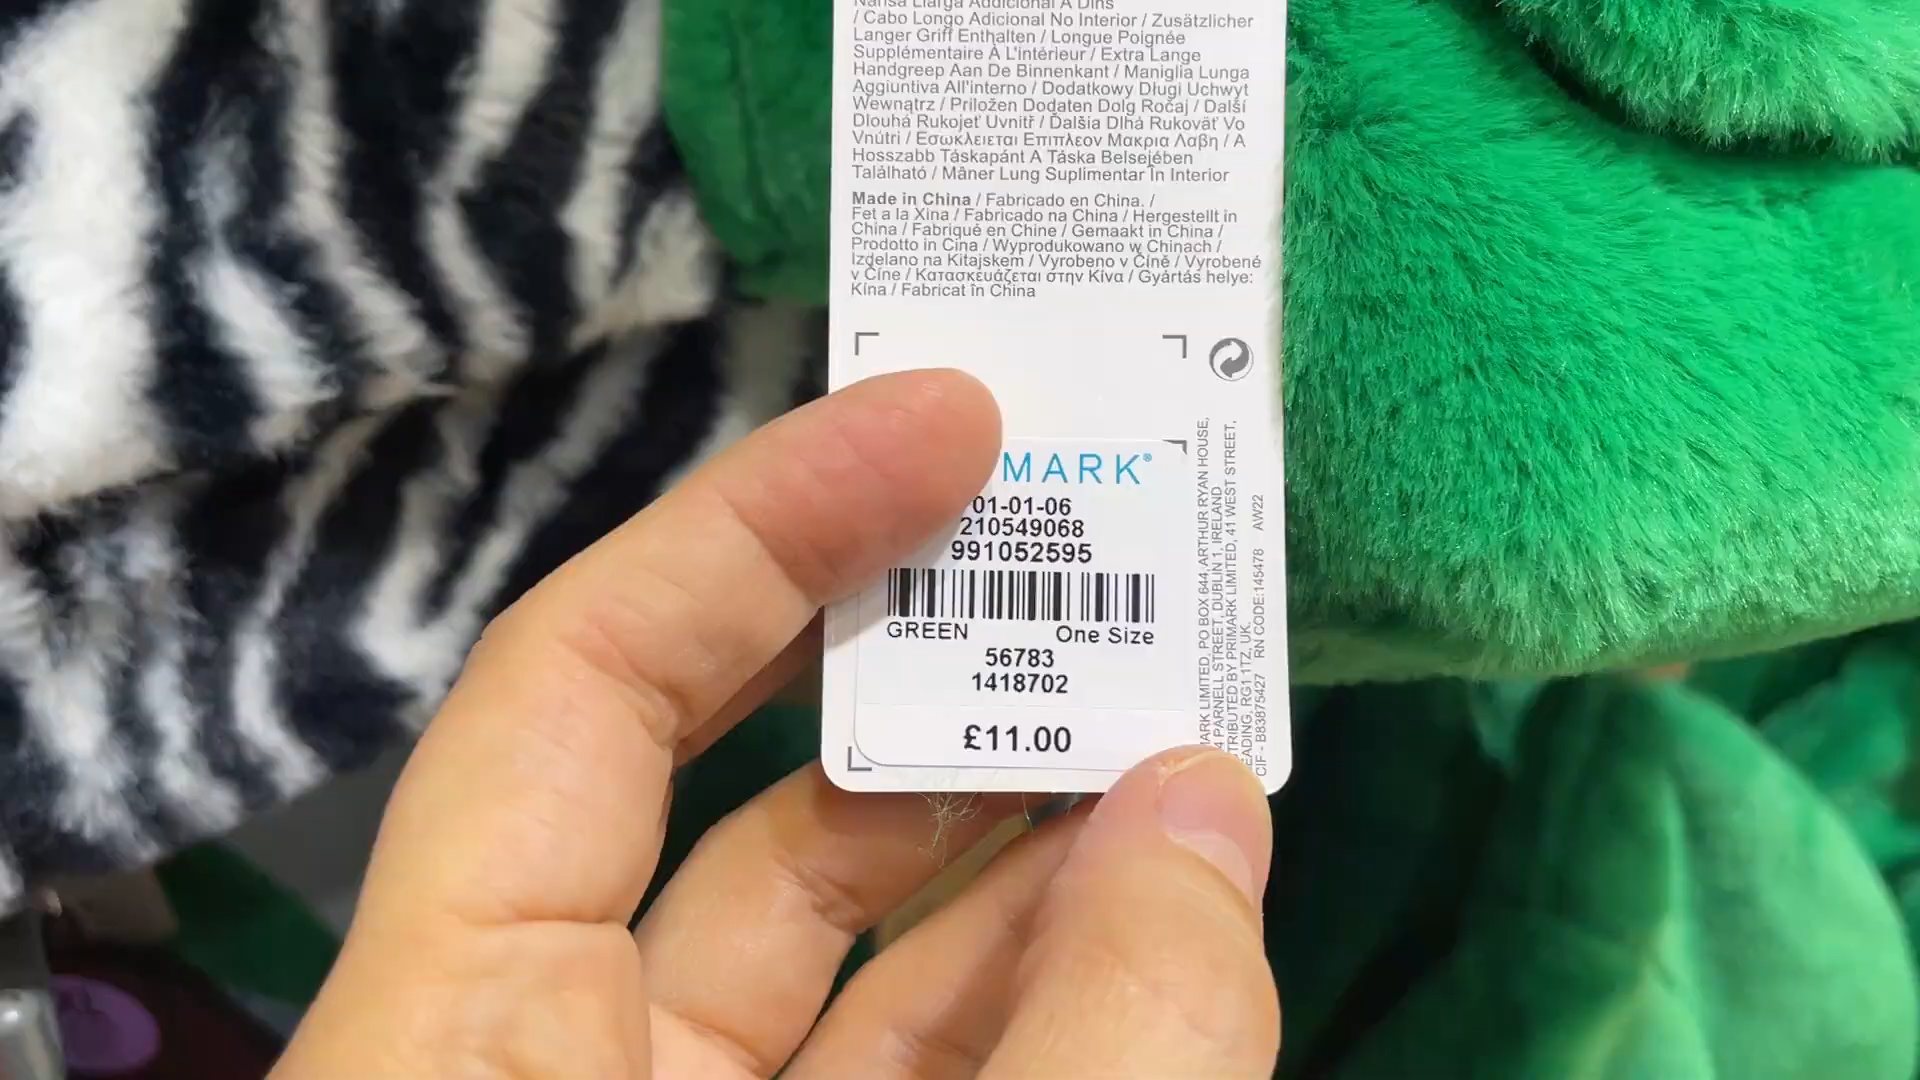 Nansa Llarga Addicional A Dins
/ Cabo Longo Adicional No Interior / Zusätzlicher
Langer Griff Enthalten / Longue Poignée
Supplémentaire À L'intérieur / Extra Lange
Handgreep Aan De Binnenkant / Maniglia Lunga
Aggiuntiva All'interno / Dodatkowy Długi Uchwyt
Wewnątrz / Priložen Dodaten Dolg Ročaj / Další
Dlouhá Rukojeť Uvnitř / Ďalšia Dlhá Rukoväť Vo
Vnútri / Εσωκλειεται Επιπλεον Μακρια Λαβη / A
Hosszabb Táskapánt A Táska Belsejében
Található / Mâner Lung Suplimentar În Interior
Made in China / Fabricado en China. /
Fet a la Xina / Fabricado na China / Hergestellt in
China / Fabriqué en Chine / Gemaakt in China /
Prodotto in Cina / Wyprodukowano w Chinach /
Izdelano na Kitajskem / Vyrobeno v Číně / Vyrobené
v Číne / Κατασκευάζεται στην Κίνα / Gyártás helye:
Kína / Fabricat în China
MARK®
01-01-06
210549068
991052595
GREEN One Size
56783
1418702
£11.00
MARK LIMITED, PO BOX 644, ARTHUR RYAN HOUSE,
4 PARNELL STREET, DUBLIN 1, IRELAND
TRIBUTED BY PRIMARK LIMITED, 41 WEST STREET,
EADING, RG1 1TZ, UK.
CIF - B83875427 RN CODE:145478 AW22